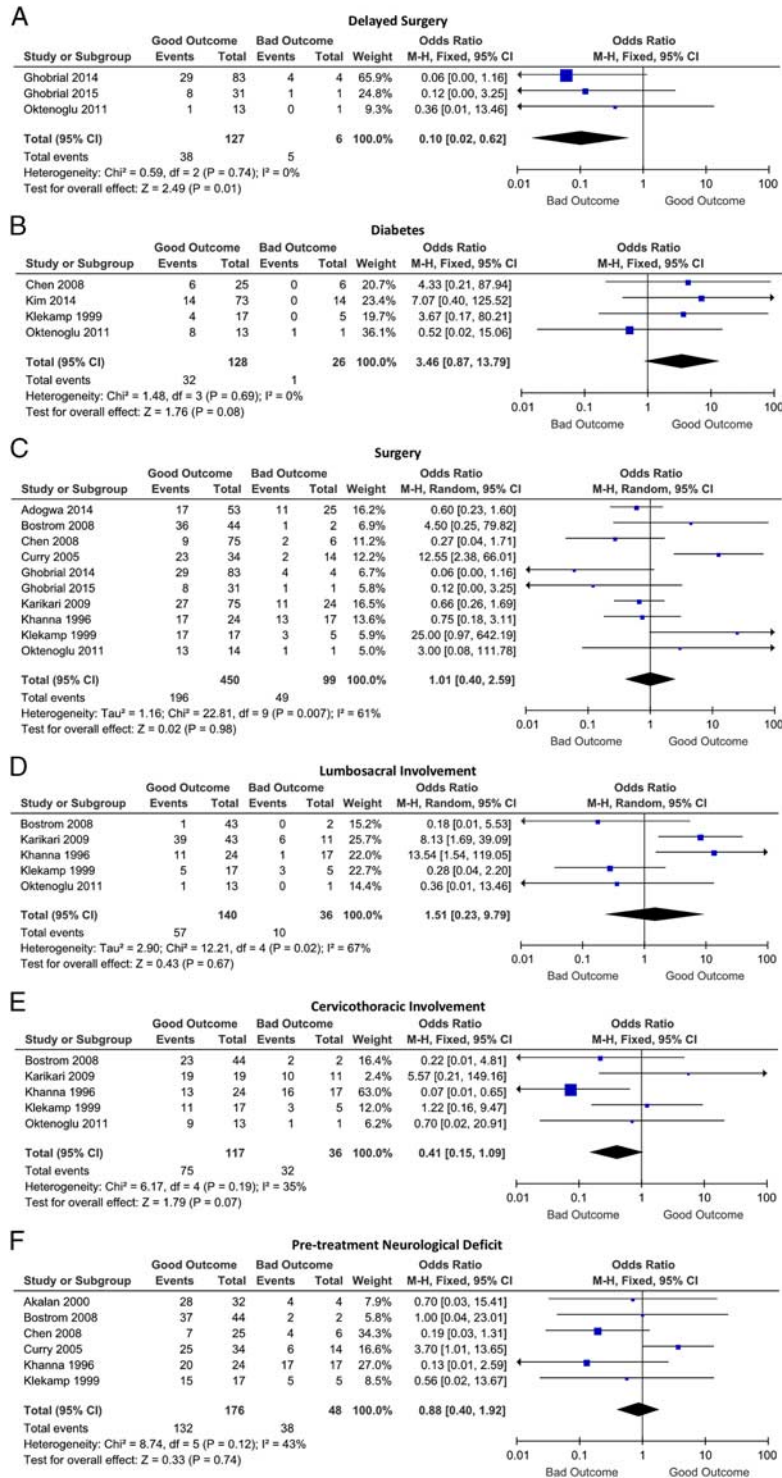 A
Delayed Surgery
Good Outcome Bad Outcome Odds Ratio Odds Ratio
Study or Subgroup Events Total Events Total Weight M-H, Fixed, 95% CI M-H, Fixed, 95% CI
Ghobrial 2014 29 83 4 4 65.9% 0.06 [0.00, 1.16]
Ghobrial 2015 8 31 1 1 24.8% 0.12 [0.00, 3.25]
Oktenoglu 2011 1 13 0 1 9.3% 0.36 [0.01, 13.46]
Total (95% CI) 127 6 100.0% 0.10 [0.02, 0.62]
Total events 38 5
Heterogeneity: Chi² = 0.59, df = 2 (P = 0.74); I² = 0%
Test for overall effect: Z = 2.49 (P = 0.01)
0.01 0.1 1 10 100
Bad Outcome Good Outcome
B
Diabetes
Good Outcome Bad Outcome Odds Ratio Odds Ratio
Study or Subgroup Events Total Events Total Weight M-H, Fixed, 95% CI M-H, Fixed, 95% CI
Chen 2008 6 25 0 6 20.7% 4.33 [0.21, 87.94]
Kim 2014 14 73 0 14 23.4% 7.07 [0.40, 125.52]
Klekamp 1999 4 17 0 5 19.7% 3.67 [0.17, 80.21]
Oktenoglu 2011 8 13 1 1 36.1% 0.52 [0.02, 15.06]
Total (95% CI) 128 26 100.0% 3.46 [0.87, 13.79]
Total events 32 1
Heterogeneity: Chi² = 1.48, df = 3 (P = 0.69); I² = 0%
Test for overall effect: Z = 1.76 (P = 0.08)
0.01 0.1 1 10 100
Bad Outcome Good Outcome
C
Surgery
Good Outcome Bad Outcome Odds Ratio Odds Ratio
Study or Subgroup Events Total Events Total Weight M-H, Random, 95% CI M-H, Random, 95% CI
Adogwa 2014 17 53 11 25 16.2% 0.60 [0.23, 1.60]
Bostrom 2008 36 44 1 2 6.9% 4.50 [0.25, 79.82]
Chen 2008 9 75 2 6 11.2% 0.27 [0.04, 1.71]
Curry 2005 23 34 2 14 12.2% 12.55 [2.38, 66.01]
Ghobrial 2014 29 83 4 4 6.7% 0.06 [0.00, 1.16]
Ghobrial 2015 8 31 1 1 5.8% 0.12 [0.00, 3.25]
Karikari 2009 27 75 11 24 16.5% 0.66 [0.26, 1.69]
Khanna 1996 17 24 13 17 13.6% 0.75 [0.18, 3.11]
Klekamp 1999 17 17 3 5 5.9% 25.00 [0.97, 642.19]
Oktenoglu 2011 13 14 1 1 5.0% 3.00 [0.08, 111.78]
Total (95% CI) 450 99 100.0% 1.01 [0.40, 2.59]
Total events 196 49
Heterogeneity: Tau² = 1.16; Chi² = 22.81, df = 9 (P = 0.007); I² = 61%
Test for overall effect: Z = 0.02 (P = 0.98)
0.01 0.1 1 10 100
Bad Outcome Good Outcome
D
Lumbosacral Involvement
Good Outcome Bad Outcome Odds Ratio Odds Ratio
Study or Subgroup Events Total Events Total Weight M-H, Random, 95% CI M-H, Random, 95% CI
Bostrom 2008 1 43 0 2 15.2% 0.18 [0.01, 5.53]
Karikari 2009 39 43 6 11 25.7% 8.13 [1.69, 39.09]
Khanna 1996 11 24 1 17 22.0% 13.54 [1.54, 119.05]
Klekamp 1999 5 17 3 5 22.7% 0.28 [0.04, 2.20]
Oktenoglu 2011 1 13 0 1 14.4% 0.36 [0.01, 13.46]
Total (95% CI) 140 36 100.0% 1.51 [0.23, 9.79]
Total events 57 10
Heterogeneity: Tau² = 2.90; Chi² = 12.21, df = 4 (P = 0.02); I² = 67%
Test for overall effect: Z = 0.43 (P = 0.67)
0.01 0.1 1 10 100
Bad Outcome Good Outcome
E
Cervicothoracic Involvement
Good Outcome Bad Outcome Odds Ratio Odds Ratio
Study or Subgroup Events Total Events Total Weight M-H, Fixed, 95% CI M-H, Fixed, 95% CI
Bostrom 2008 23 44 2 2 16.4% 0.22 [0.01, 4.81]
Karikari 2009 19 19 10 11 2.4% 5.57 [0.21, 149.16]
Khanna 1996 13 24 16 17 63.0% 0.07 [0.01, 0.65]
Klekamp 1999 11 17 3 5 12.0% 1.22 [0.16, 9.47]
Oktenoglu 2011 9 13 1 1 6.2% 0.70 [0.02, 20.91]
Total (95% CI) 117 36 100.0% 0.41 [0.15, 1.09]
Total events 75 32
Heterogeneity: Chi² = 6.17, df = 4 (P = 0.19); I² = 35%
Test for overall effect: Z = 1.79 (P = 0.07)
0.01 0.1 1 10 100
Bad Outcome Good Outcome
F
Pre-treatment Neurological Deficit
Good Outcome Bad Outcome Odds Ratio Odds Ratio
Study or Subgroup Events Total Events Total Weight M-H, Fixed, 95% CI M-H, Fixed, 95% CI
Akalan 2000 28 32 4 4 7.9% 0.70 [0.03, 15.41]
Bostrom 2008 37 44 2 2 5.8% 1.00 [0.04, 23.01]
Chen 2008 7 25 4 6 34.3% 0.19 [0.03, 1.31]
Curry 2005 25 34 6 14 16.6% 3.70 [1.01, 13.65]
Khanna 1996 20 24 17 17 27.0% 0.13 [0.01, 2.59]
Klekamp 1999 15 17 5 5 8.5% 0.56 [0.02, 13.67]
Total (95% CI) 176 48 100.0% 0.88 [0.40, 1.92]
Total events 132 38
Heterogeneity: Chi² = 8.74, df = 5 (P = 0.12); I² = 43%
Test for overall effect: Z = 0.33 (P = 0.74)
0.01 0.1 1 10 100
Bad Outcome Good Outcome